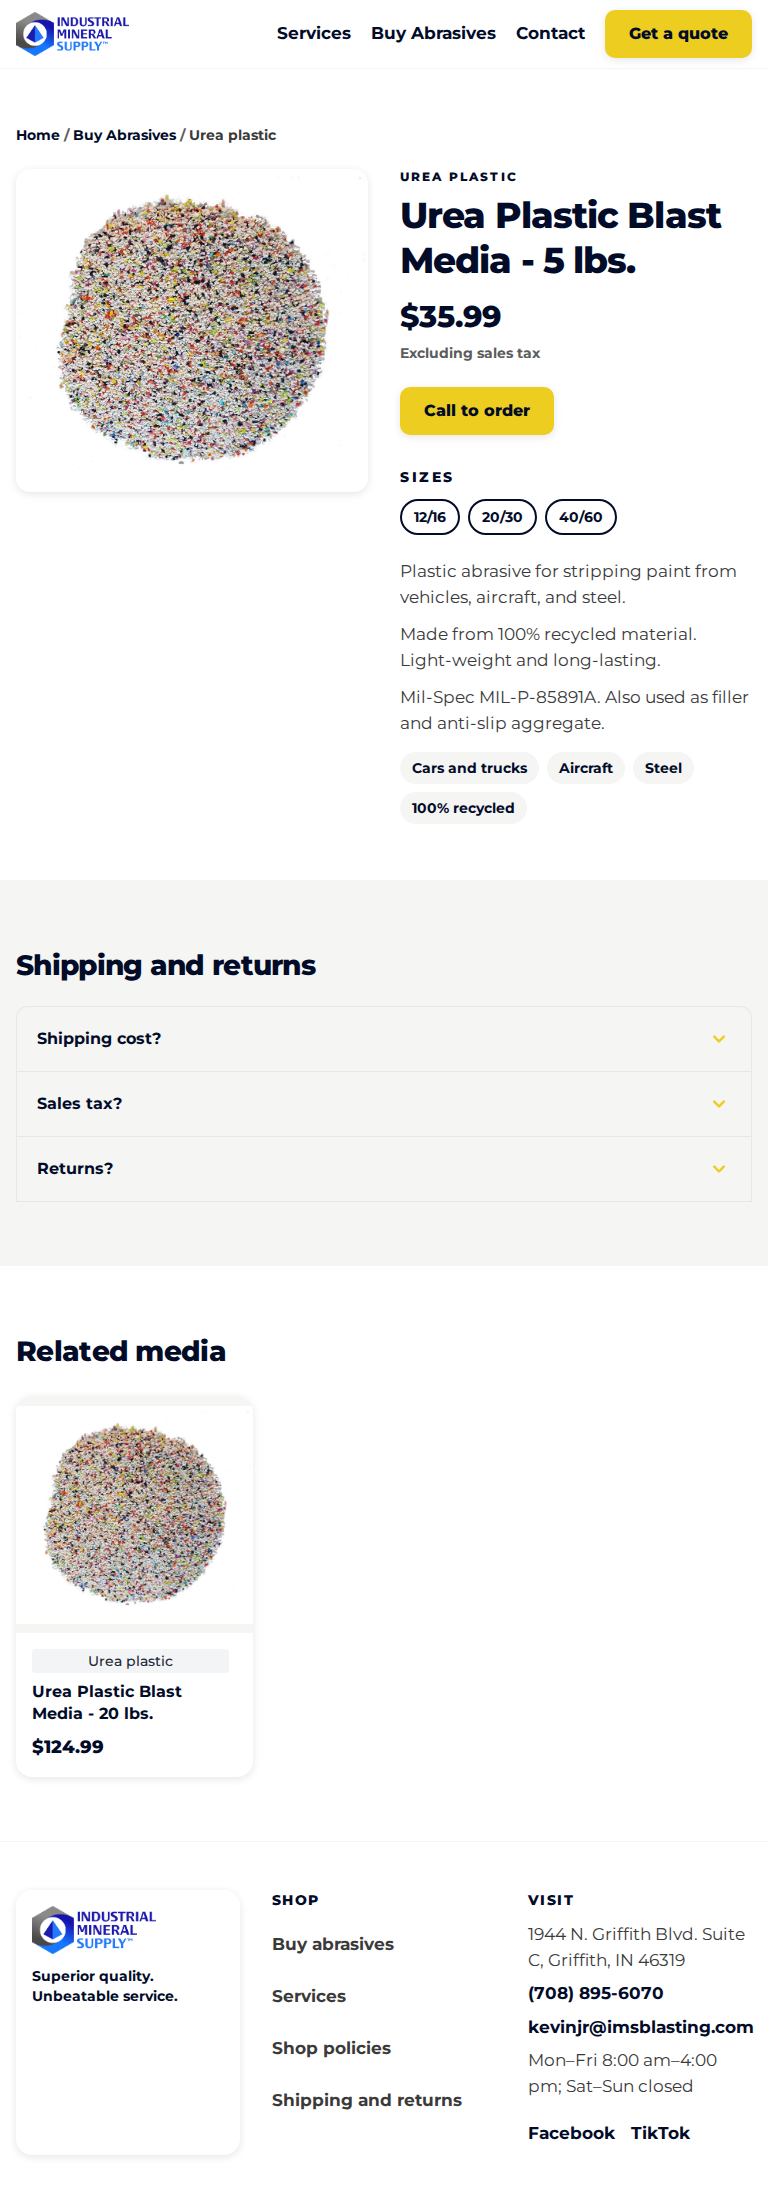 INDUSTRIAL
MINERAL
SUPPLY™
Services
Buy Abrasives
Contact
Get a quote
Home / Buy Abrasives / Urea plastic
UREA PLASTIC
Urea Plastic Blast
Media - 5 lbs.
$35.99
Excluding sales tax
Call to order
SIZES
12/16
20/30
40/60
Plastic abrasive for stripping paint from
vehicles, aircraft, and steel.
Made from 100% recycled material.
Light-weight and long-lasting.
Mil-Spec MIL-P-85891A. Also used as filler
and anti-slip aggregate.
Cars and trucks
Aircraft
Steel
100% recycled
Shipping and returns
Shipping cost?
Sales tax?
Returns?
Related media
Urea plastic
Urea Plastic Blast
Media - 20 lbs.
$124.99
INDUSTRIAL
MINERAL
SUPPLY™
Superior quality.
Unbeatable service.
SHOP
Buy abrasives
Services
Shop policies
Shipping and returns
VISIT
1944 N. Griffith Blvd. Suite
C, Griffith, IN 46319
(708) 895-6070
kevinjr@imsblasting.com
Mon–Fri 8:00 am–4:00
pm; Sat–Sun closed
Facebook
TikTok